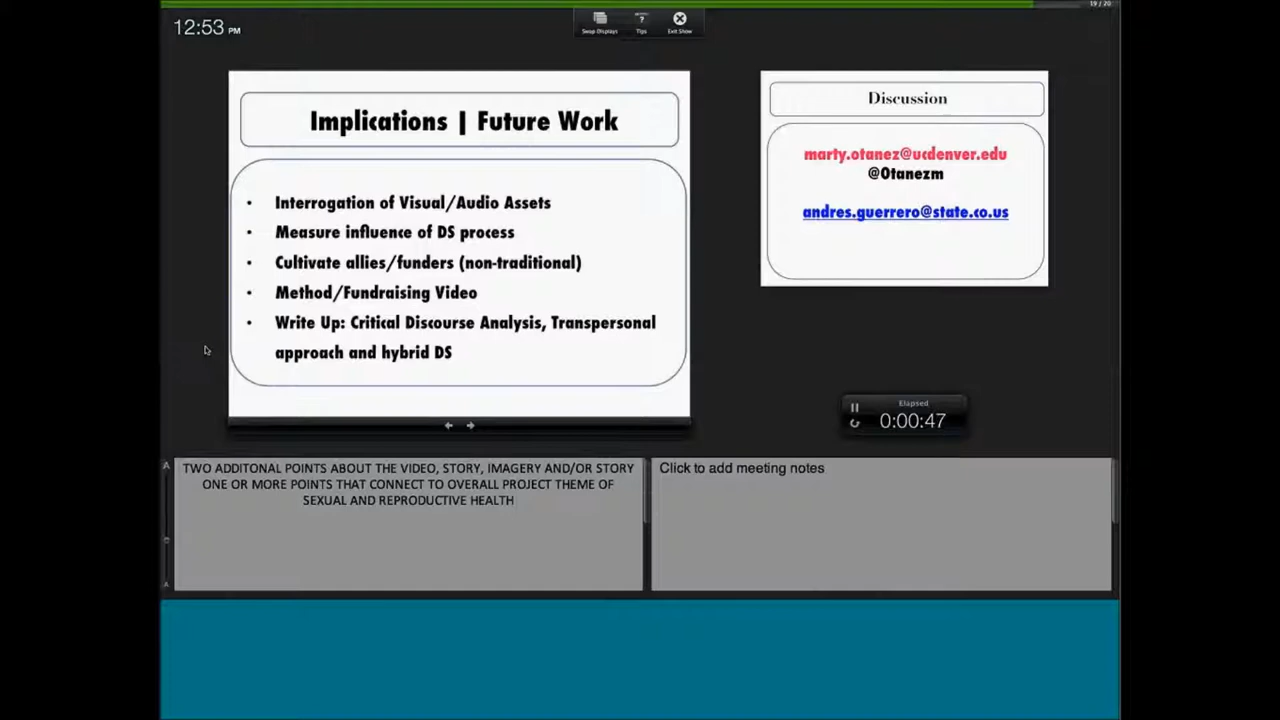 19 / 20
12:53 PM
Swap Displays
Tips
Exit Show
Implications | Future Work
• Interrogation of Visual/Audio Assets
• Measure influence of DS process
• Cultivate allies/funders (non-traditional)
• Method/Fundraising Video
• Write Up: Critical Discourse Analysis, Transpersonal
approach and hybrid DS
Discussion
marty.otanez@ucdenver.edu
@Otanezm
andres.guerrero@state.co.us
Elapsed
0:00:47
A
A
TWO ADDITONAL POINTS ABOUT THE VIDEO, STORY, IMAGERY AND/OR STORY
ONE OR MORE POINTS THAT CONNECT TO OVERALL PROJECT THEME OF
SEXUAL AND REPRODUCTIVE HEALTH
Click to add meeting notes